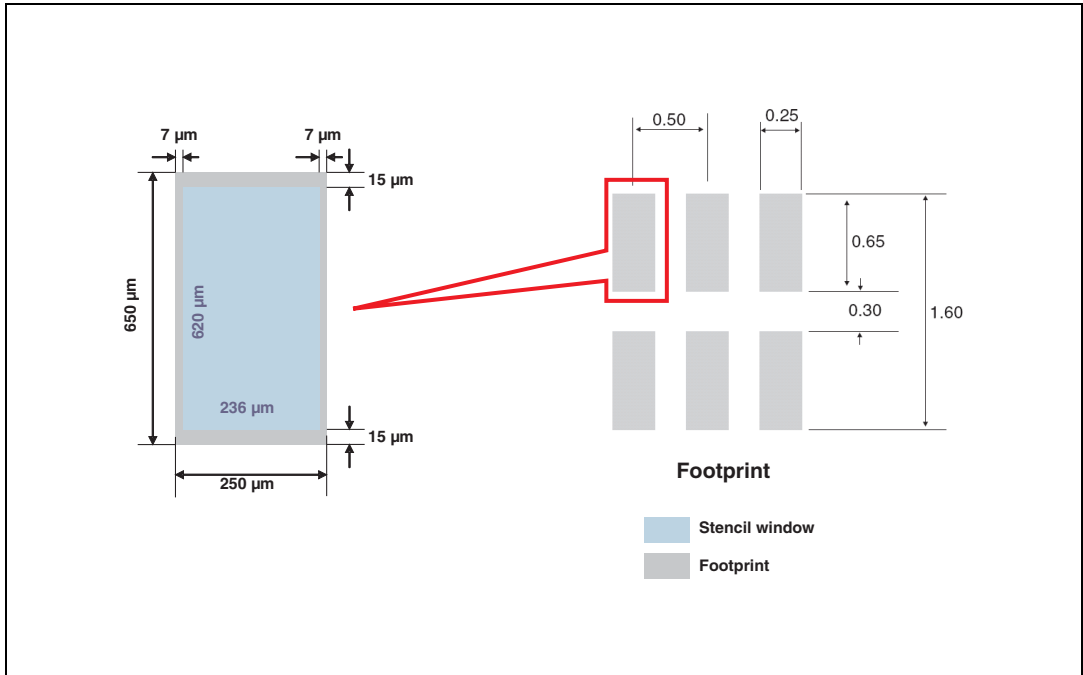 7 µm
7 µm
15 µm
650 µm
620 µm
236 µm
15 µm
250 µm
0.50
0.25
0.65
0.30
1.60
Footprint
Stencil window
Footprint